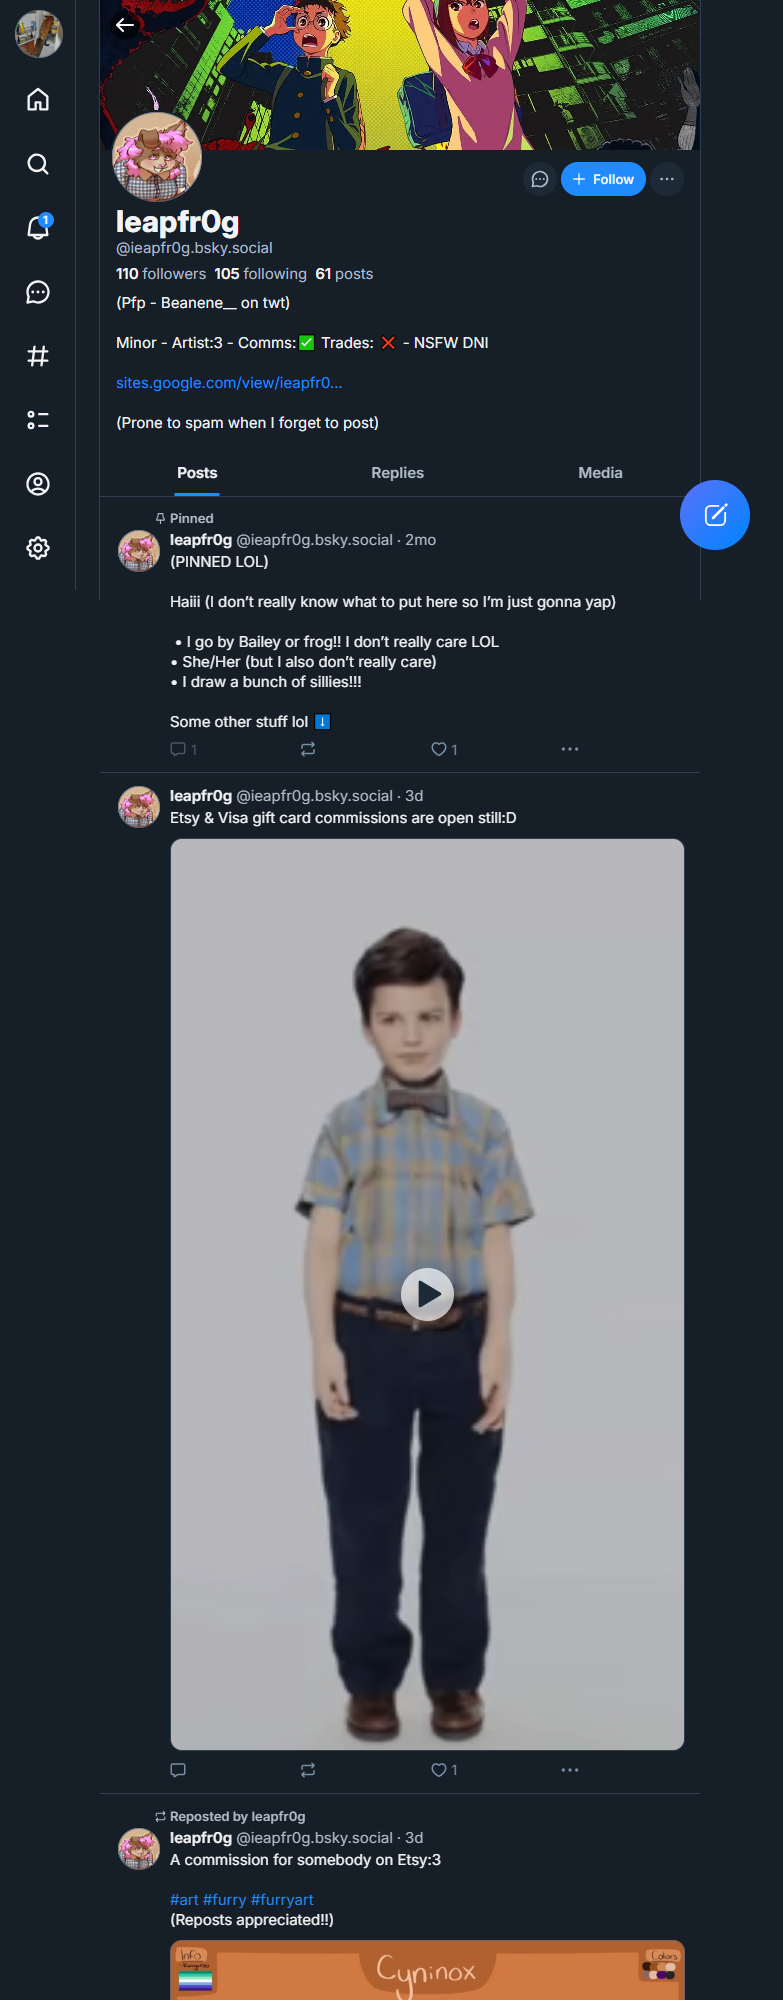 1
Follow
leapfr0g
@ieapfr0g.bsky.social
110 followers 105 following 61 posts
(Pfp - Beanene__ on twt)
Minor - Artist:3 - Comms:✅ Trades: ❌ - NSFW DNI
sites.google.com/view/ieapfr0...
(Prone to spam when I forget to post)
Posts Replies Media
Pinned
leapfr0g @ieapfr0g.bsky.social · 2mo
(PINNED LOL)
Haiii (I don't really know what to put here so I'm just gonna yap)
• I go by Bailey or frog!! I don't really care LOL
• She/Her (but I also don't really care)
• I draw a bunch of sillies!!!
Some other stuff lol ⬇️
1 1
leapfr0g @ieapfr0g.bsky.social · 3d
Etsy & Visa gift card commissions are open still:D
1
Reposted by leapfr0g
leapfr0g @ieapfr0g.bsky.social · 3d
A commission for somebody on Etsy:3
#art #furry #furryart
(Reposts appreciated!!)
Info Cyninox Colors